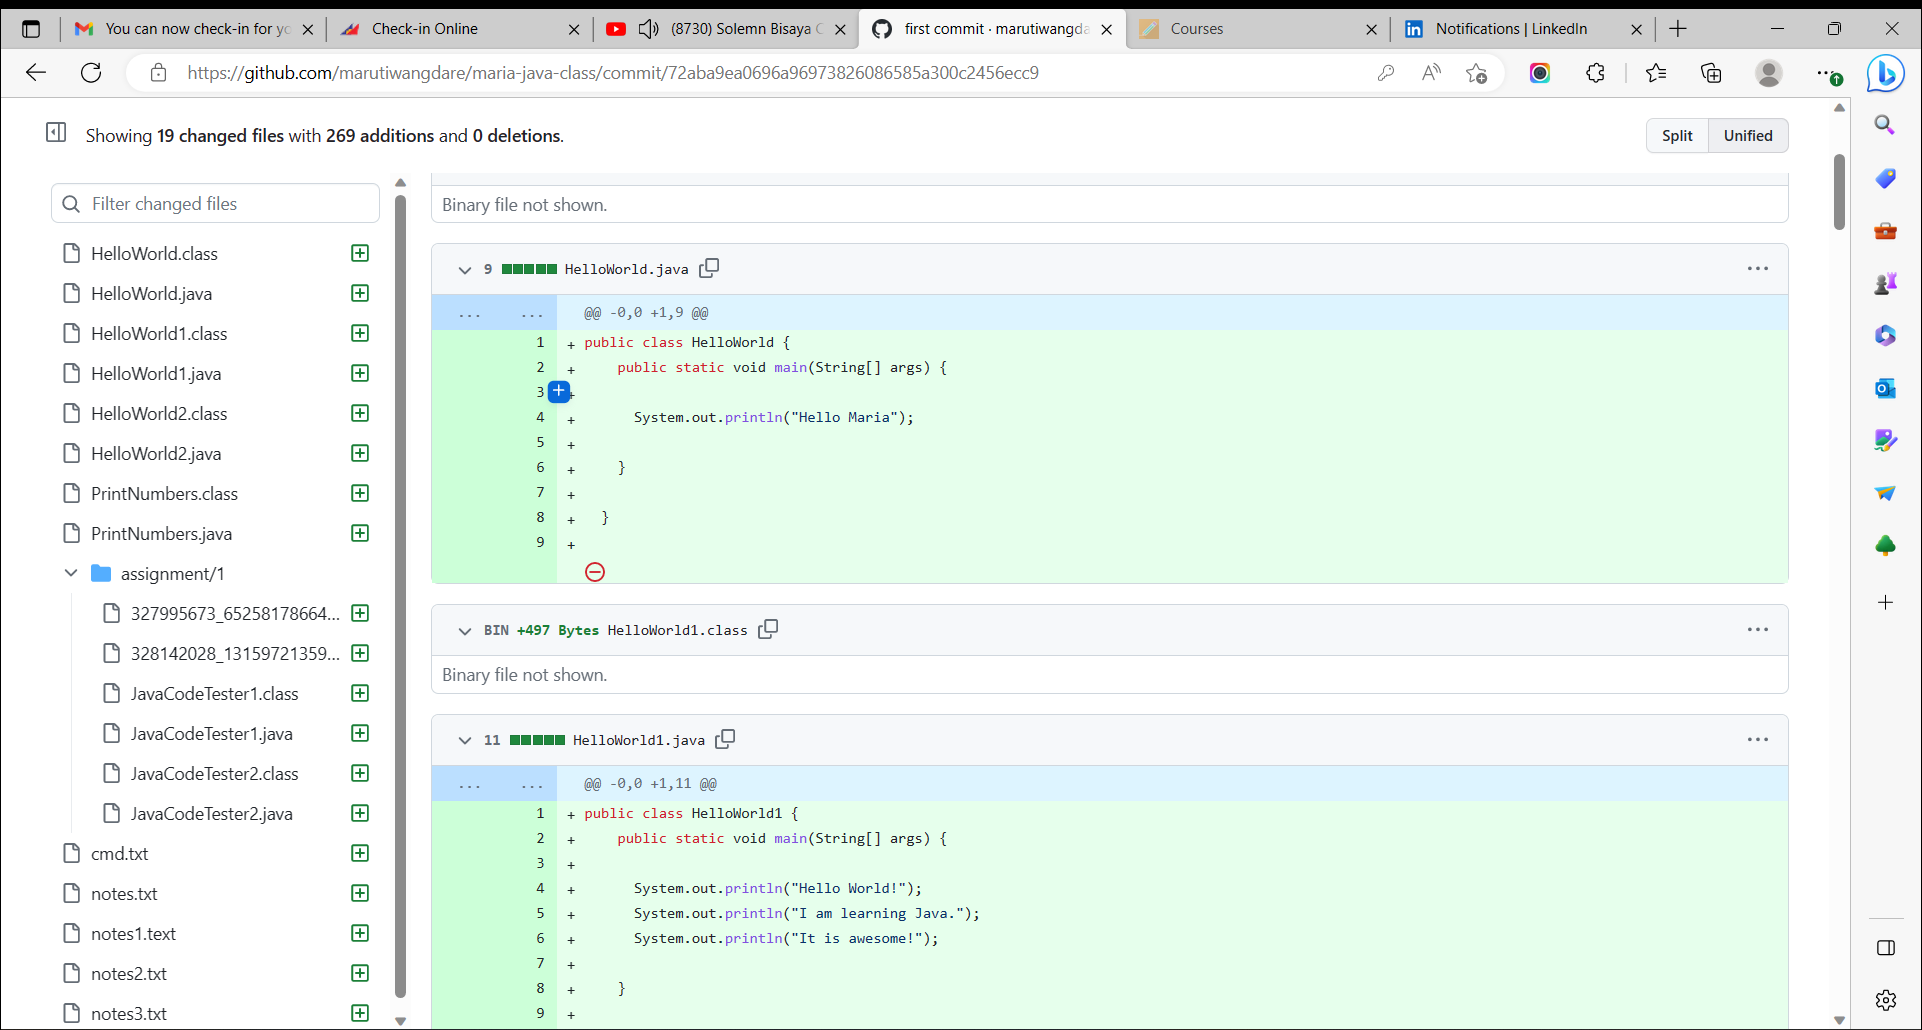 You can now check-in for yo
Check-in Online
(8730) Solemn Bisaya C
first commit · marutiwangda
Courses
Notifications | LinkedIn
https://github.com/marutiwangdare/maria-java-class/commit/72aba9ea0696a96973826086585a300c2456ecc9
Showing 19 changed files with 269 additions and 0 deletions.
Split
Unified
Filter changed files
HelloWorld.class
HelloWorld.java
HelloWorld1.class
HelloWorld1.java
HelloWorld2.class
HelloWorld2.java
PrintNumbers.class
PrintNumbers.java
assignment/1
327995673_65258178664...
328142028_13159721359...
JavaCodeTester1.class
JavaCodeTester1.java
JavaCodeTester2.class
JavaCodeTester2.java
cmd.txt
notes.txt
notes1.text
notes2.txt
notes3.txt
Binary file not shown.
9 HelloWorld.java
... ... @@ -0,0 +1,9 @@
1 + public class HelloWorld {
2 + public static void main(String[] args) {
3 +
4 + System.out.println("Hello Maria");
5 +
6 + }
7 +
8 + }
9 +
BIN +497 Bytes HelloWorld1.class
Binary file not shown.
11 HelloWorld1.java
... ... @@ -0,0 +1,11 @@
1 + public class HelloWorld1 {
2 + public static void main(String[] args) {
3 +
4 + System.out.println("Hello World!");
5 + System.out.println("I am learning Java.");
6 + System.out.println("It is awesome!");
7 +
8 + }
9 +